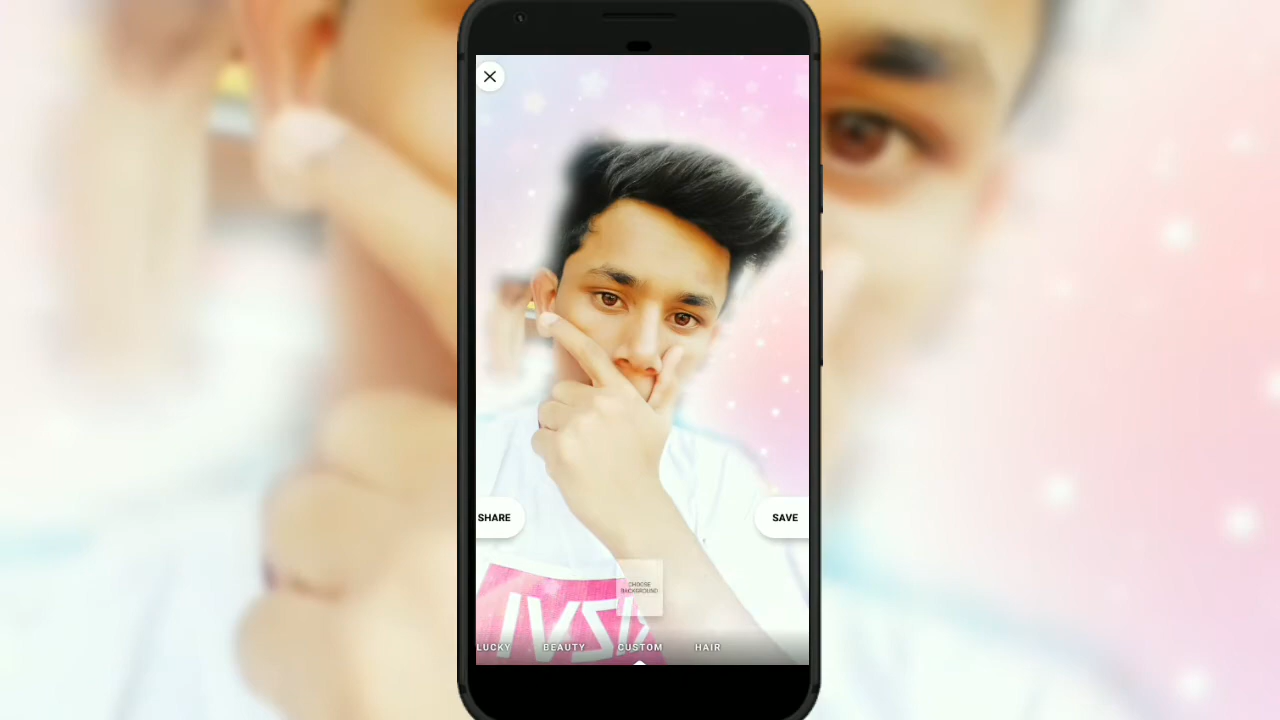 SHARE
SAVE
CHOOSE
BACKGROUND
LUCKY BEAUTY CUSTOM HAIR